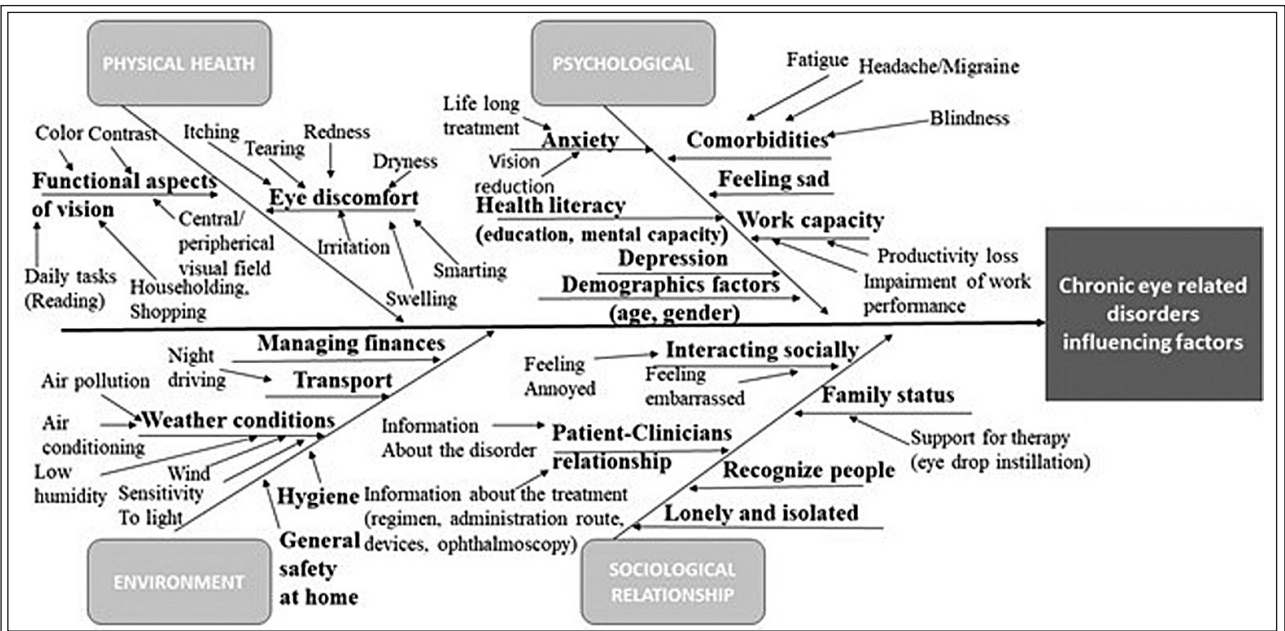 PHYSICAL HEALTH
PSYCHOLOGICAL
Color Contrast
Itching
Tearing
Redness
Dryness
Functional aspects
of vision
Eye discomfort
Central/
peripherical
visual field
Irritation
Smarting
Swelling
Daily tasks
(Reading)
Householding,
Shopping
Life long
treatment
Anxiety
Vision
reduction
Health literacy
(education, mental capacity)
Depression
Demographics factors
(age, gender)
Fatigue
Headache/Migraine
Blindness
Comorbidities
Feeling sad
Work capacity
Productivity loss
Impairment of work
performance
Chronic eye related
disorders
influencing factors
Managing finances
Night
driving
Transport
Air pollution
Weather conditions
Air
conditioning
Low
humidity
Wind
Sensitivity
To light
Hygiene
General
safety
at home
ENVIRONMENT
Interacting socially
Feeling
Annoyed
Feeling
embarrassed
Family status
Support for therapy
(eye drop instillation)
Information
About the disorder
Patient-Clinicians
relationship
Recognize people
Information about the treatment
(regimen, administration route,
devices, ophthalmoscopy)
Lonely and isolated
SOCIOLOGICAL
RELATIONSHIP